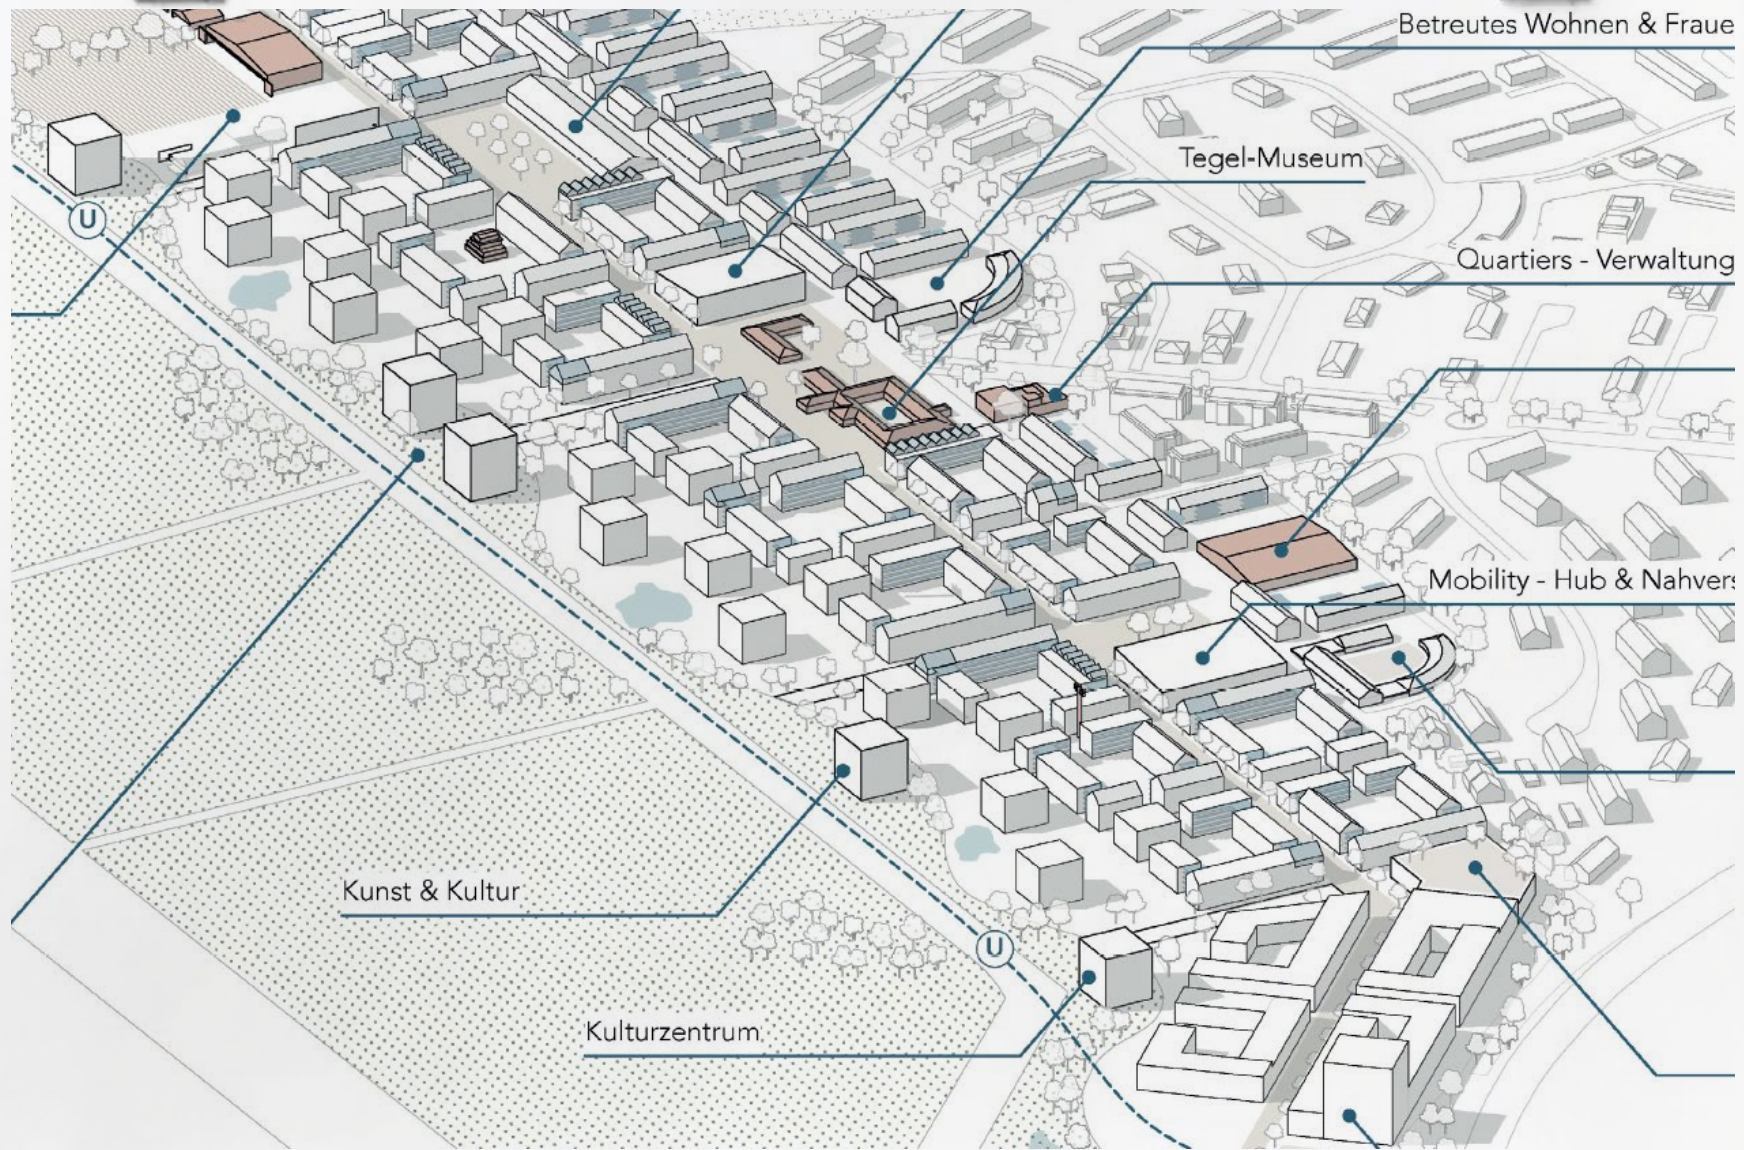 Betreutes Wohnen & Fraue
Tegel-Museum
Quartiers - Verwaltung
Mobility - Hub & Nahvers
U
Kunst & Kultur
U
Kulturzentrum